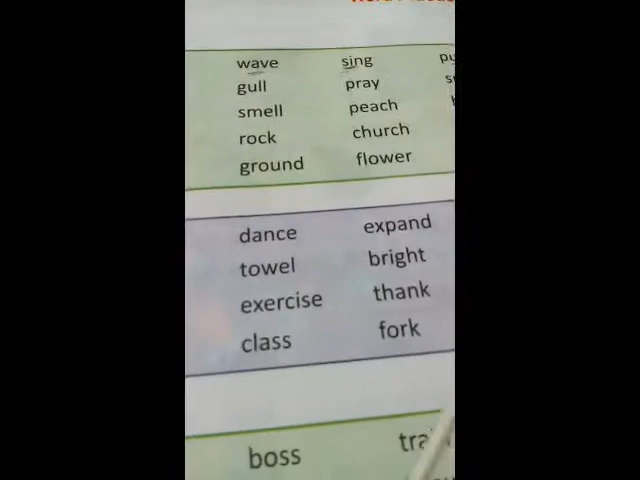 wave sing
gull pray
smell peach
rock church
ground flower
dance expand
towel bright
exercise thank
class fork
boss